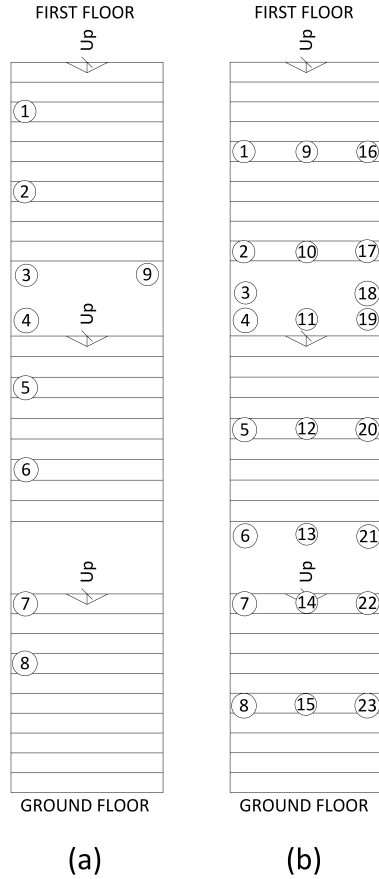 FIRST FLOOR FIRST FLOOR
Up Up
1
1 9 16
2
2 10 17
3 9
3 18
4 Up
4 11 19
5
5 12 20
6
6 13 21
Up Up
7
7 14 22
8
8 15 23
GROUND FLOOR GROUND FLOOR
(a) (b)